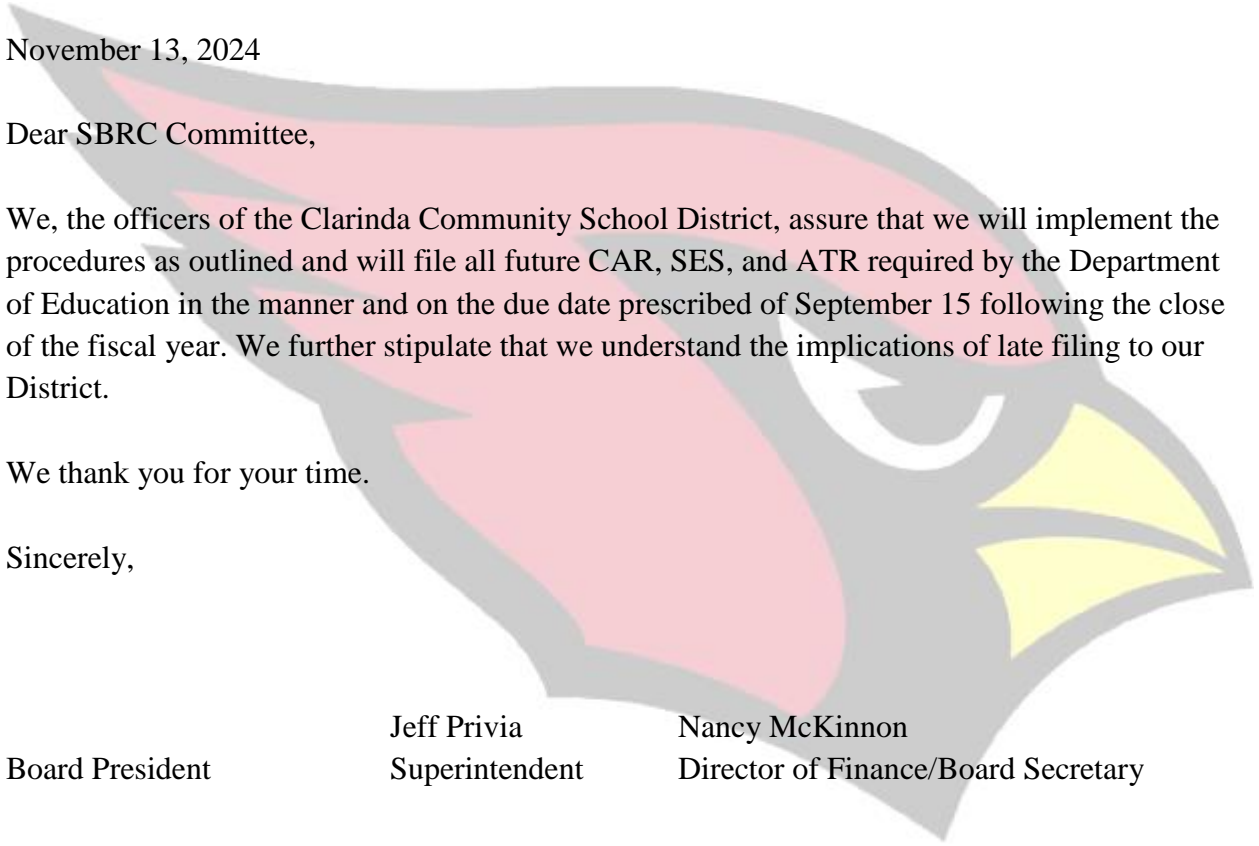 November 13, 2024
Dear SBRC Committee,
We, the officers of the Clarinda Community School District, assure that we will implement the
procedures as outlined and will file all future CAR, SES, and ATR required by the Department
of Education in the manner and on the due date prescribed of September 15 following the close
of the fiscal year. We further stipulate that we understand the implications of late filing to our
District.
We thank you for your time.
Sincerely,
Jeff Privia Nancy McKinnon
Board President Superintendent Director of Finance/Board Secretary